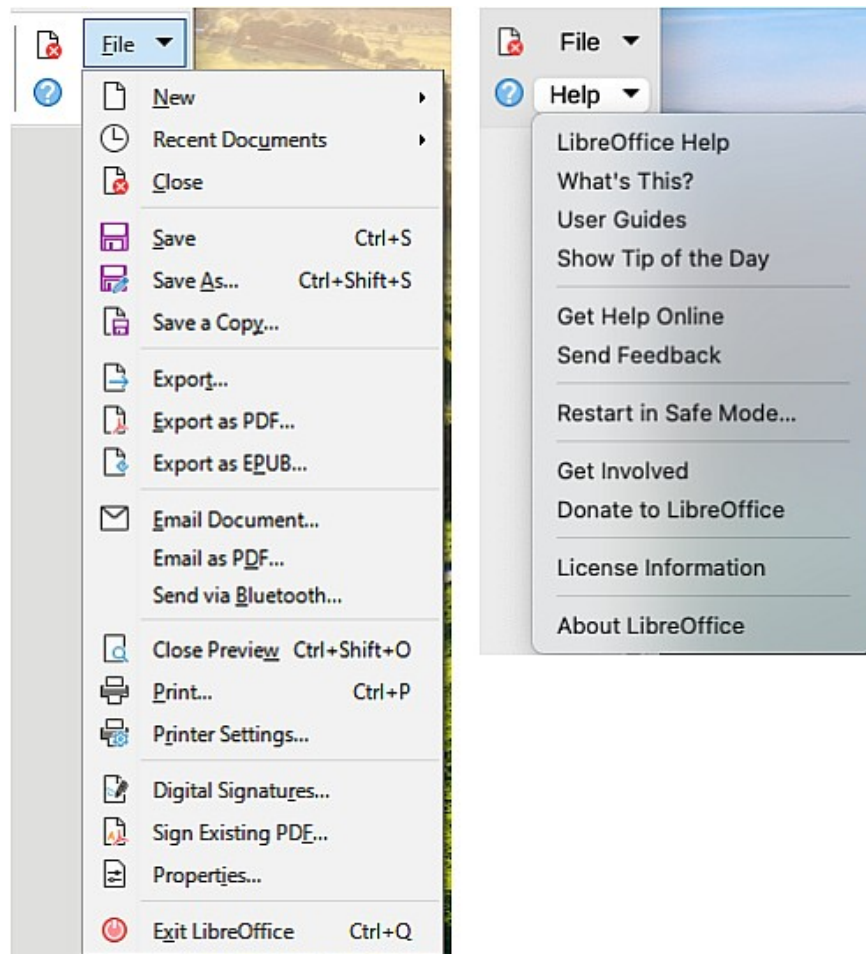 File
New
Recent Documents
Close
Save Ctrl+S
Save As... Ctrl+Shift+S
Save a Copy...
Export...
Export as PDF...
Export as EPUB...
Email Document...
Email as PDF...
Send via Bluetooth...
Close Preview Ctrl+Shift+O
Print... Ctrl+P
Printer Settings...
Digital Signatures...
Sign Existing PDF...
Properties...
Exit LibreOffice Ctrl+Q
File
Help
LibreOffice Help
What's This?
User Guides
Show Tip of the Day
Get Help Online
Send Feedback
Restart in Safe Mode...
Get Involved
Donate to LibreOffice
License Information
About LibreOffice